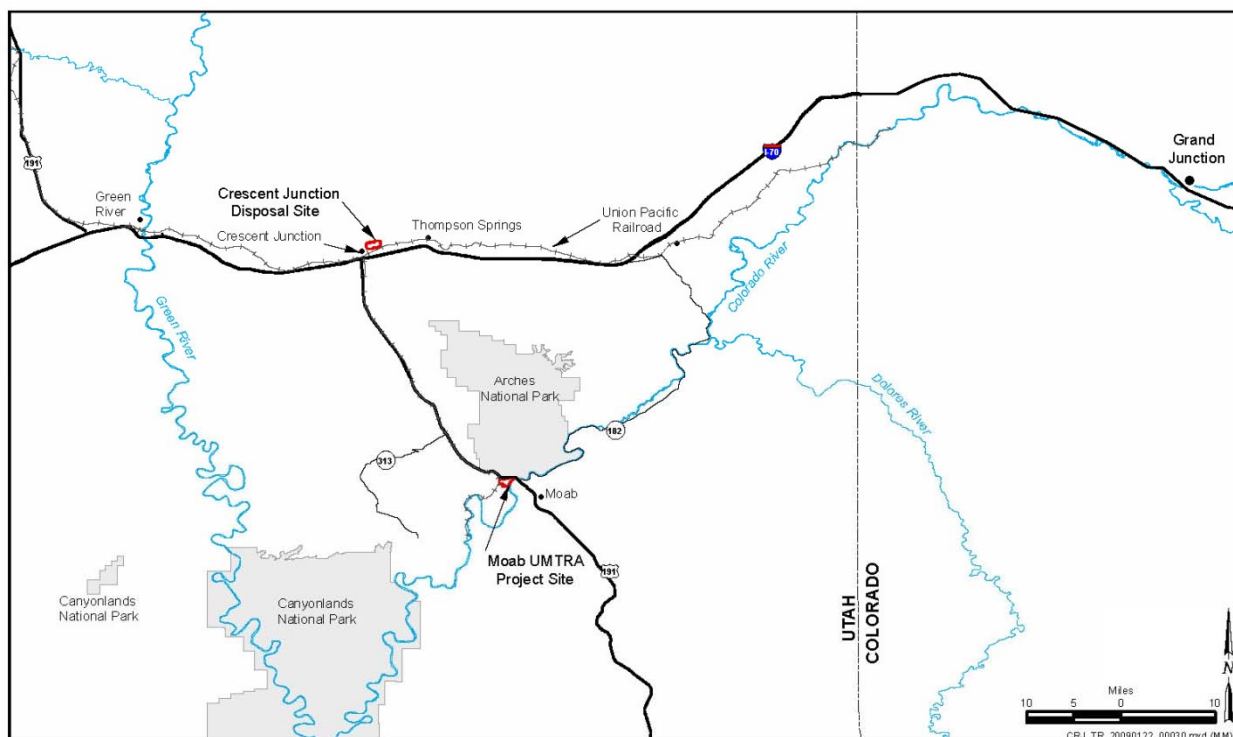 191
Green
River
Crescent Junction
Disposal Site
Crescent Junction
Thompson Springs
Union Pacific
Railroad
I-70
Grand
Junction
Colorado River
Green River
Arches
National Park
Dolores River
182
313
Moab
Moab UMTRA
Project Site
191
Canyonlands
National Park
Canyonlands
National Park
UTAH
COLORADO
N
Miles
10 5 0 10